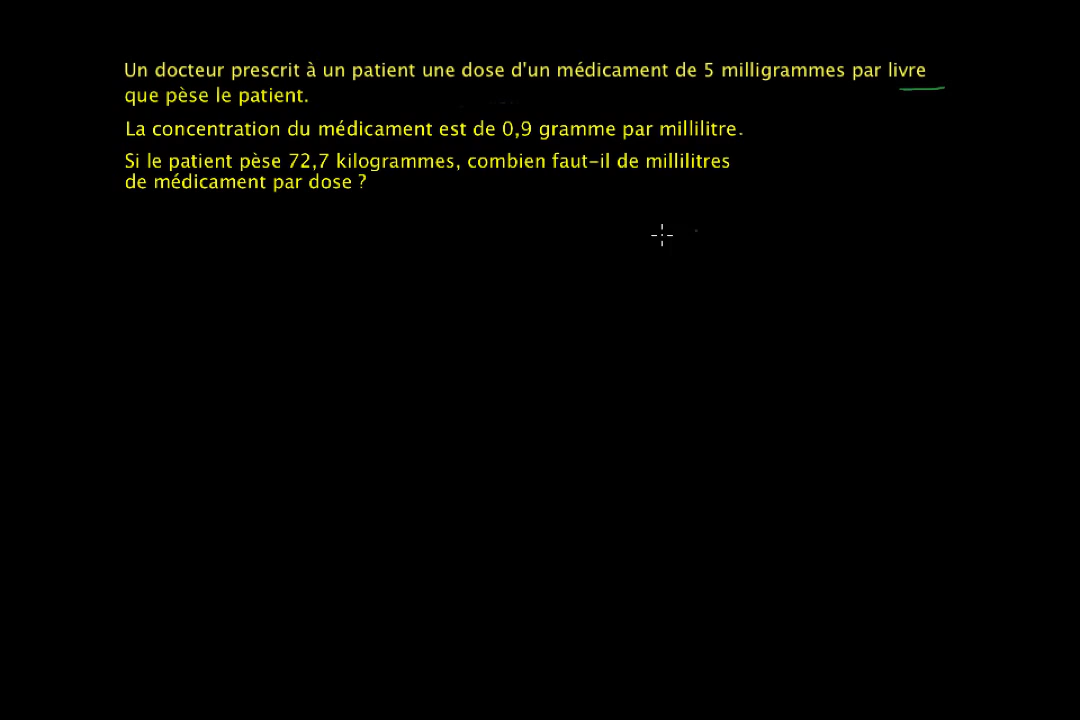 Un docteur prescrit à un patient une dose d'un médicament de 5 milligrammes par livre
que pèse le patient.
La concentration du médicament est de 0,9 gramme par millilitre.
Si le patient pèse 72,7 kilogrammes, combien faut-il de millilitres
de médicament par dose ?